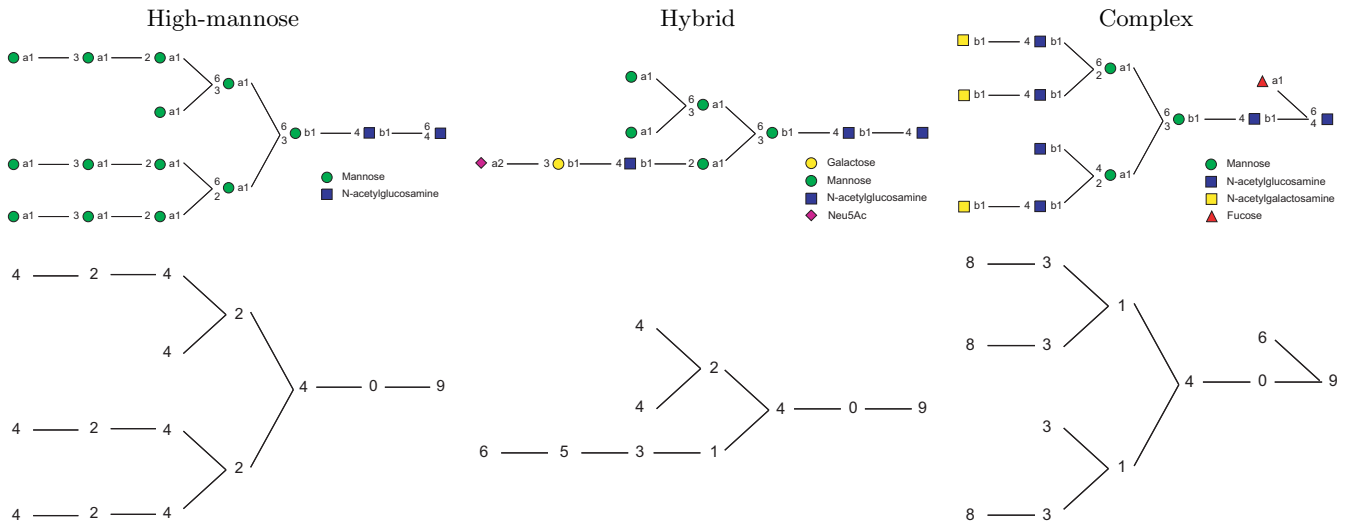 High-mannose
a1 3 a1 2 a1
6
3 a1
a1
6
3 b1 4 b1 6
4
a1 3 a1 2 a1
6
2 a1
a1 3 a1 2 a1
Mannose
N-acetylglucosamine
Hybrid
a1
6
3 a1
a1
6
3 b1 4 b1 4
a2 3 b1 4 b1 2 a1
Galactose
Mannose
N-acetylglucosamine
Neu5Ac
Complex
b1 4 b1
6
2 a1
b1 4 b1
a1
6
3 b1 4 b1 6
4
b1
4
2 a1
b1 4 b1
Mannose
N-acetylglucosamine
N-acetylgalactosamine
Fucose
4 2 4
2
4
4 0 9
4 2 4
2
4 2 4
4
2
4
4 0 9
6 5 3 1
8 3
1
8 3
6
4 0 9
3
1
8 3